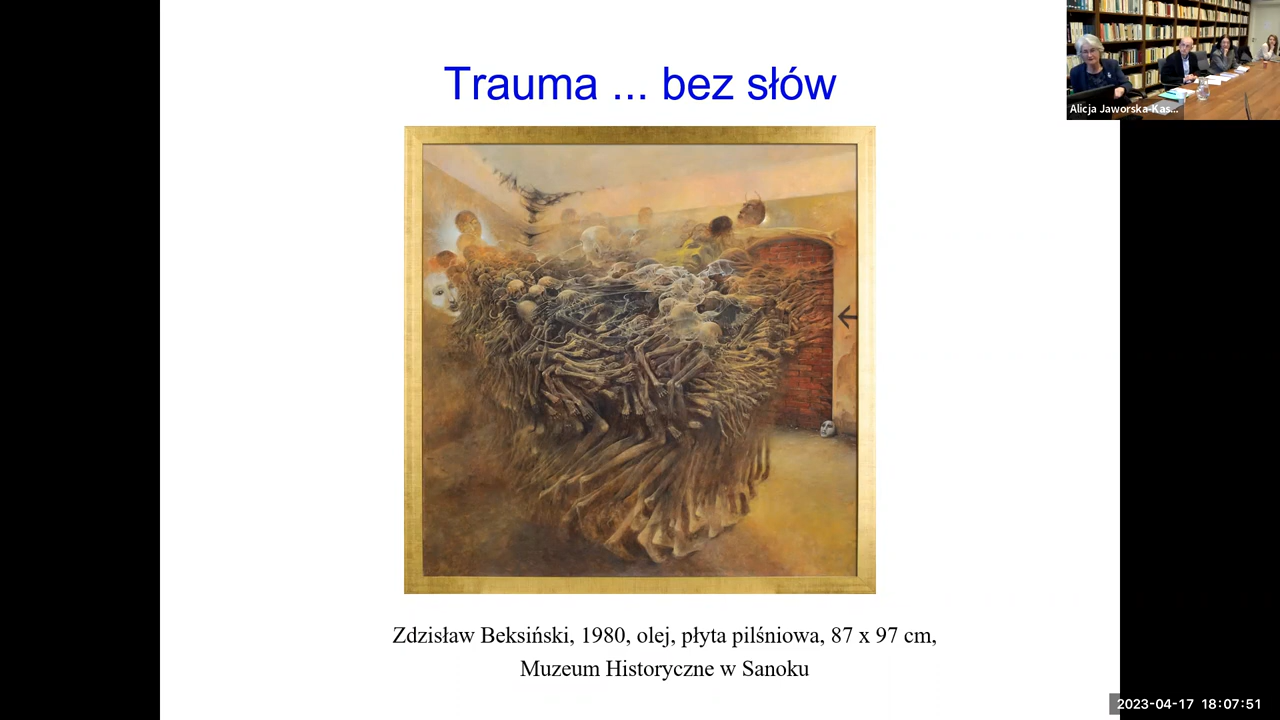 Trauma ... bez słów
Alicja Jaworska-Kas...
Zdzisław Beksiński, 1980, olej, płyta pilśniowa, 87 x 97 cm,
Muzeum Historyczne w Sanoku
2023-04-17 18:07:51